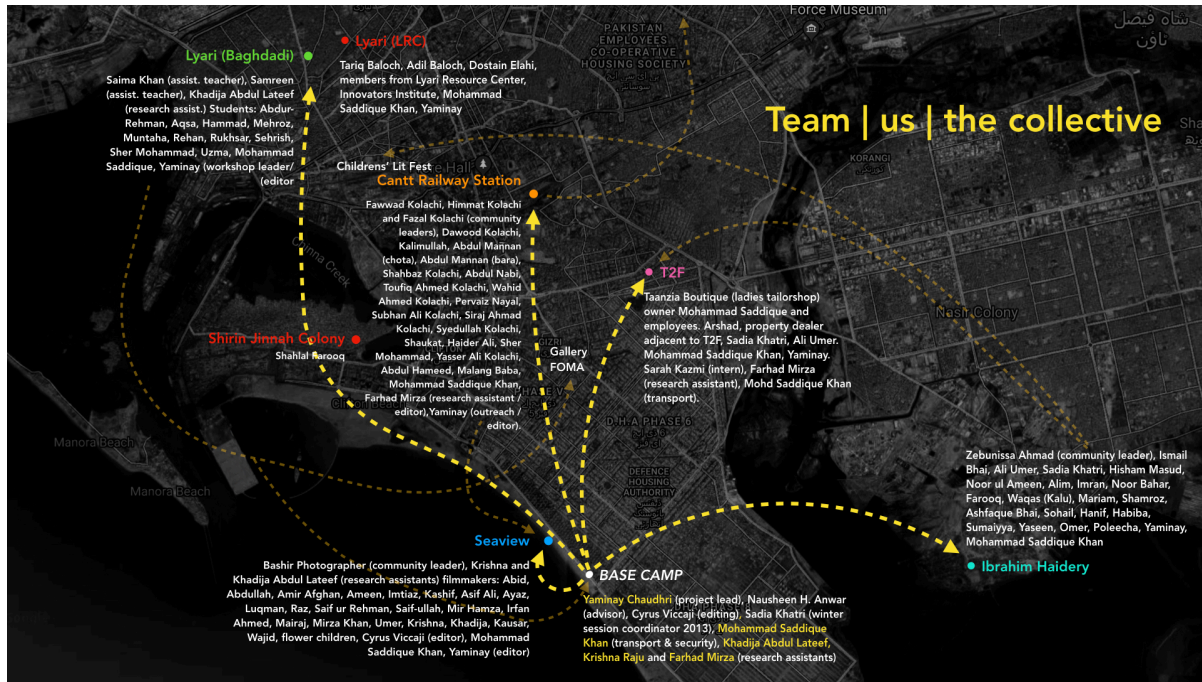 Force Museum
شاه فيصل
ٹاؤن
PAKISTAN
EMPLOYEES
CO-OPERATIVE
HOUSING SOCIETY
Lyari (Baghdadi)
Saima Khan (assist. teacher), Samreen
(assist. teacher), Khadija Abdul Lateef
(research assist.) Students: Abdur-
Rehman, Aqsa, Hammad, Mehroz,
Muntaha, Rehan, Rukhsar, Sehrish,
Sher Mohammad, Uzma, Mohammad
Saddique, Yaminay (workshop leader/
(editor
Lyari (LRC)
Tariq Baloch, Adil Baloch, Dostain Elahi,
members from Lyari Resource Center,
Innovators Institute, Mohammad
Saddique Khan, Yaminay
Team | us | the collective
KORANGI
Childrens' Lit Fest
Hall
Cantt Railway Station
Fawwad Kolachi, Himmat Kolachi
and Fazal Kolachi (community
leaders), Dawood Kolachi,
Kalimullah, Abdul Mannan
(chota), Abdul Mannan (bara),
Shahbaz Kolachi, Abdul Nabi,
Toufiq Ahmed Kolachi, Wahid
Ahmed Kolachi, Pervaiz Nayal,
Subhan Ali Kolachi, Siraj Ahmad
Kolachi, Syedullah Kolachi,
Shaukat, Haider Ali, Sher
Mohammad, Yasser Ali Kolachi,
Abdul Hameed, Malang Baba,
Mohammad Saddique Khan,
Farhad Mirza (research assistant /
editor),Yaminay (outreach /
editor).
Chinna Creek
T2F
Taanzia Boutique (ladies tailorshop)
owner Mohammad Saddique and
employees. Arshad, property dealer
adjacent to T2F, Sadia Khatri, Ali Umer.
Mohammad Saddique Khan, Yaminay.
Sarah Kazmi (intern), Farhad Mirza
(research assistant), Mohd Saddique Khan
(transport).
Nasir Colony
Shirin Jinnah Colony
Shahlal Farooq
CLIFTON
GIZRI
Gallery
FOMA
PHASE V
Clifton Beach
D.H.A PHASE 6
DEFENCE
HOUSING
AUTHORITY
Manora Beach
Manora Beach
Zebunissa Ahmad (community leader), Ismail
Bhai, Ali Umer, Sadia Khatri, Hisham Masud,
Noor ul Ameen, Alim, Imran, Noor Bahar,
Farooq, Waqas (Kalu), Mariam, Shamroz,
Ashfaque Bhai, Sohail, Hanif, Habiba,
Sumaiyya, Yaseen, Omer, Poleecha, Yaminay,
Mohammad Saddique Khan
Ibrahim Haidery
Seaview
Bashir Photographer (community leader), Krishna and
Khadija Abdul Lateef (research assistants) filmmakers: Abid,
Abdullah, Amir Afghan, Ameen, Imtiaz, Kashif, Asif Ali, Ayaz,
Luqman, Raz, Saif ur Rehman, Saif-ullah, Mir Hamza, Irfan
Ahmed, Mairaj, Mirza Khan, Umer, Krishna, Khadija, Kausar,
Wajid, flower children, Cyrus Viccaji (editor), Mohammad
Saddique Khan, Yaminay (editor)
BASE CAMP
Yaminay Chaudhri (project lead), Nausheen H. Anwar
(advisor), Cyrus Viccaji (editing), Sadia Khatri (winter
session coordinator 2013), Mohammad Saddique
Khan (transport & security), Khadija Abdul Lateef,
Krishna Raju and Farhad Mirza (research assistants)